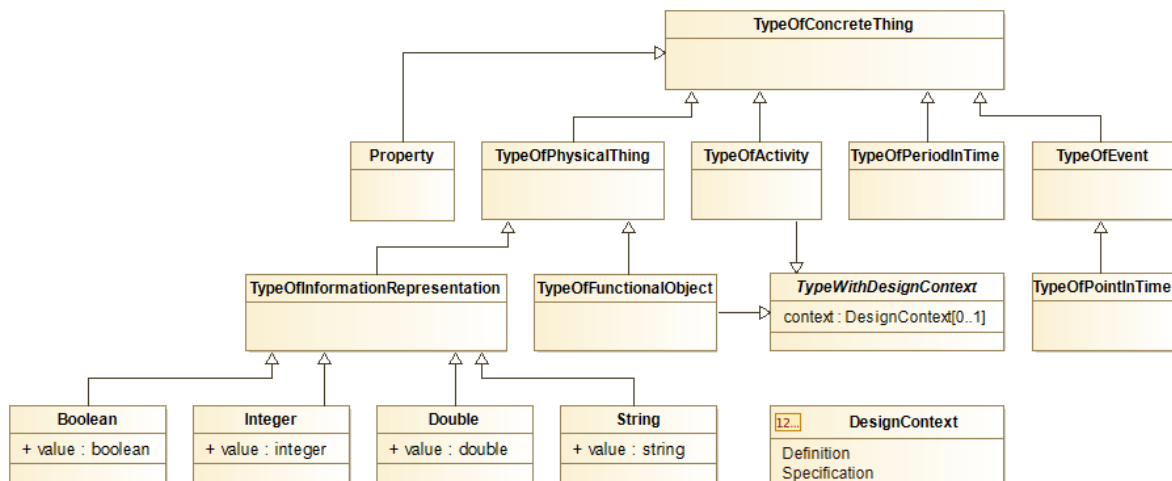 TypeOfConcreteThing
Property
TypeOfPhysicalThing
TypeOfActivity
TypeOfPeriodInTime
TypeOfEvent
TypeOfInformationRepresentation
TypeOfFunctionalObject
TypeWithDesignContext
context : DesignContext[0..1]
TypeOfPointInTime
Boolean
+ value : boolean
Integer
+ value : integer
Double
+ value : double
String
+ value : string
12...
DesignContext
Definition
Specification